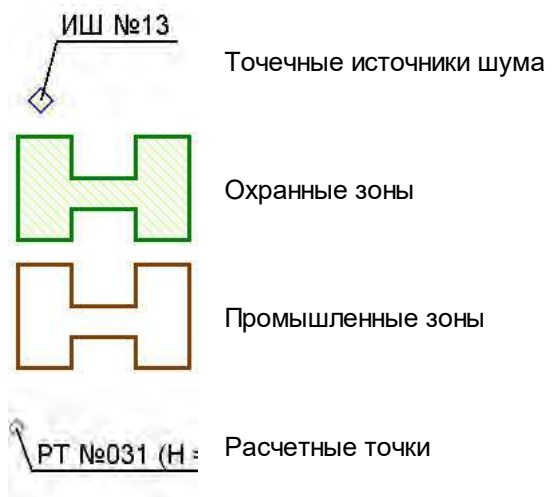 ИШ №13
Точечные источники шума
Охранные зоны
Промышленные зоны
РТ №031 (H =
Расчетные точки